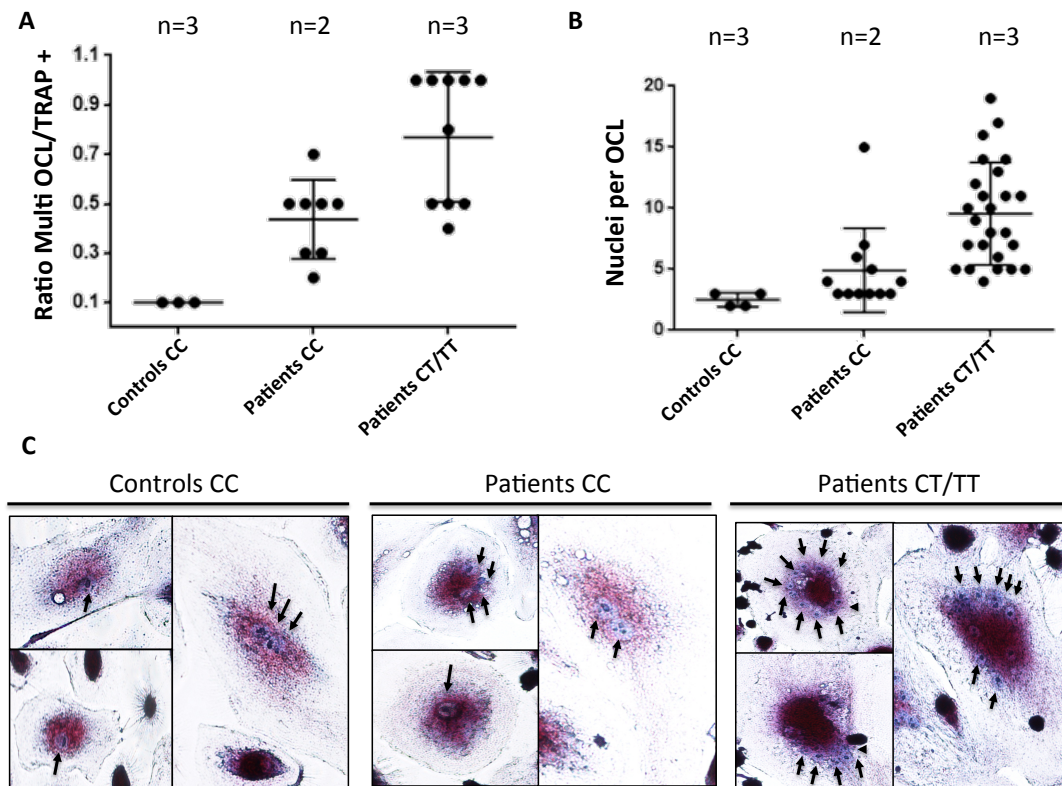 A
n=3 n=2 n=3
Ratio Multi OCL/TRAP +
1.1
0.9
0.7
0.5
0.3
0.1
Controls CC
Patients CC
Patients CT/TT
B
n=3 n=2 n=3
Nuclei per OCL
20
15
10
5
0
Controls CC
Patients CC
Patients CT/TT
C
Controls CC Patients CC Patients CT/TT